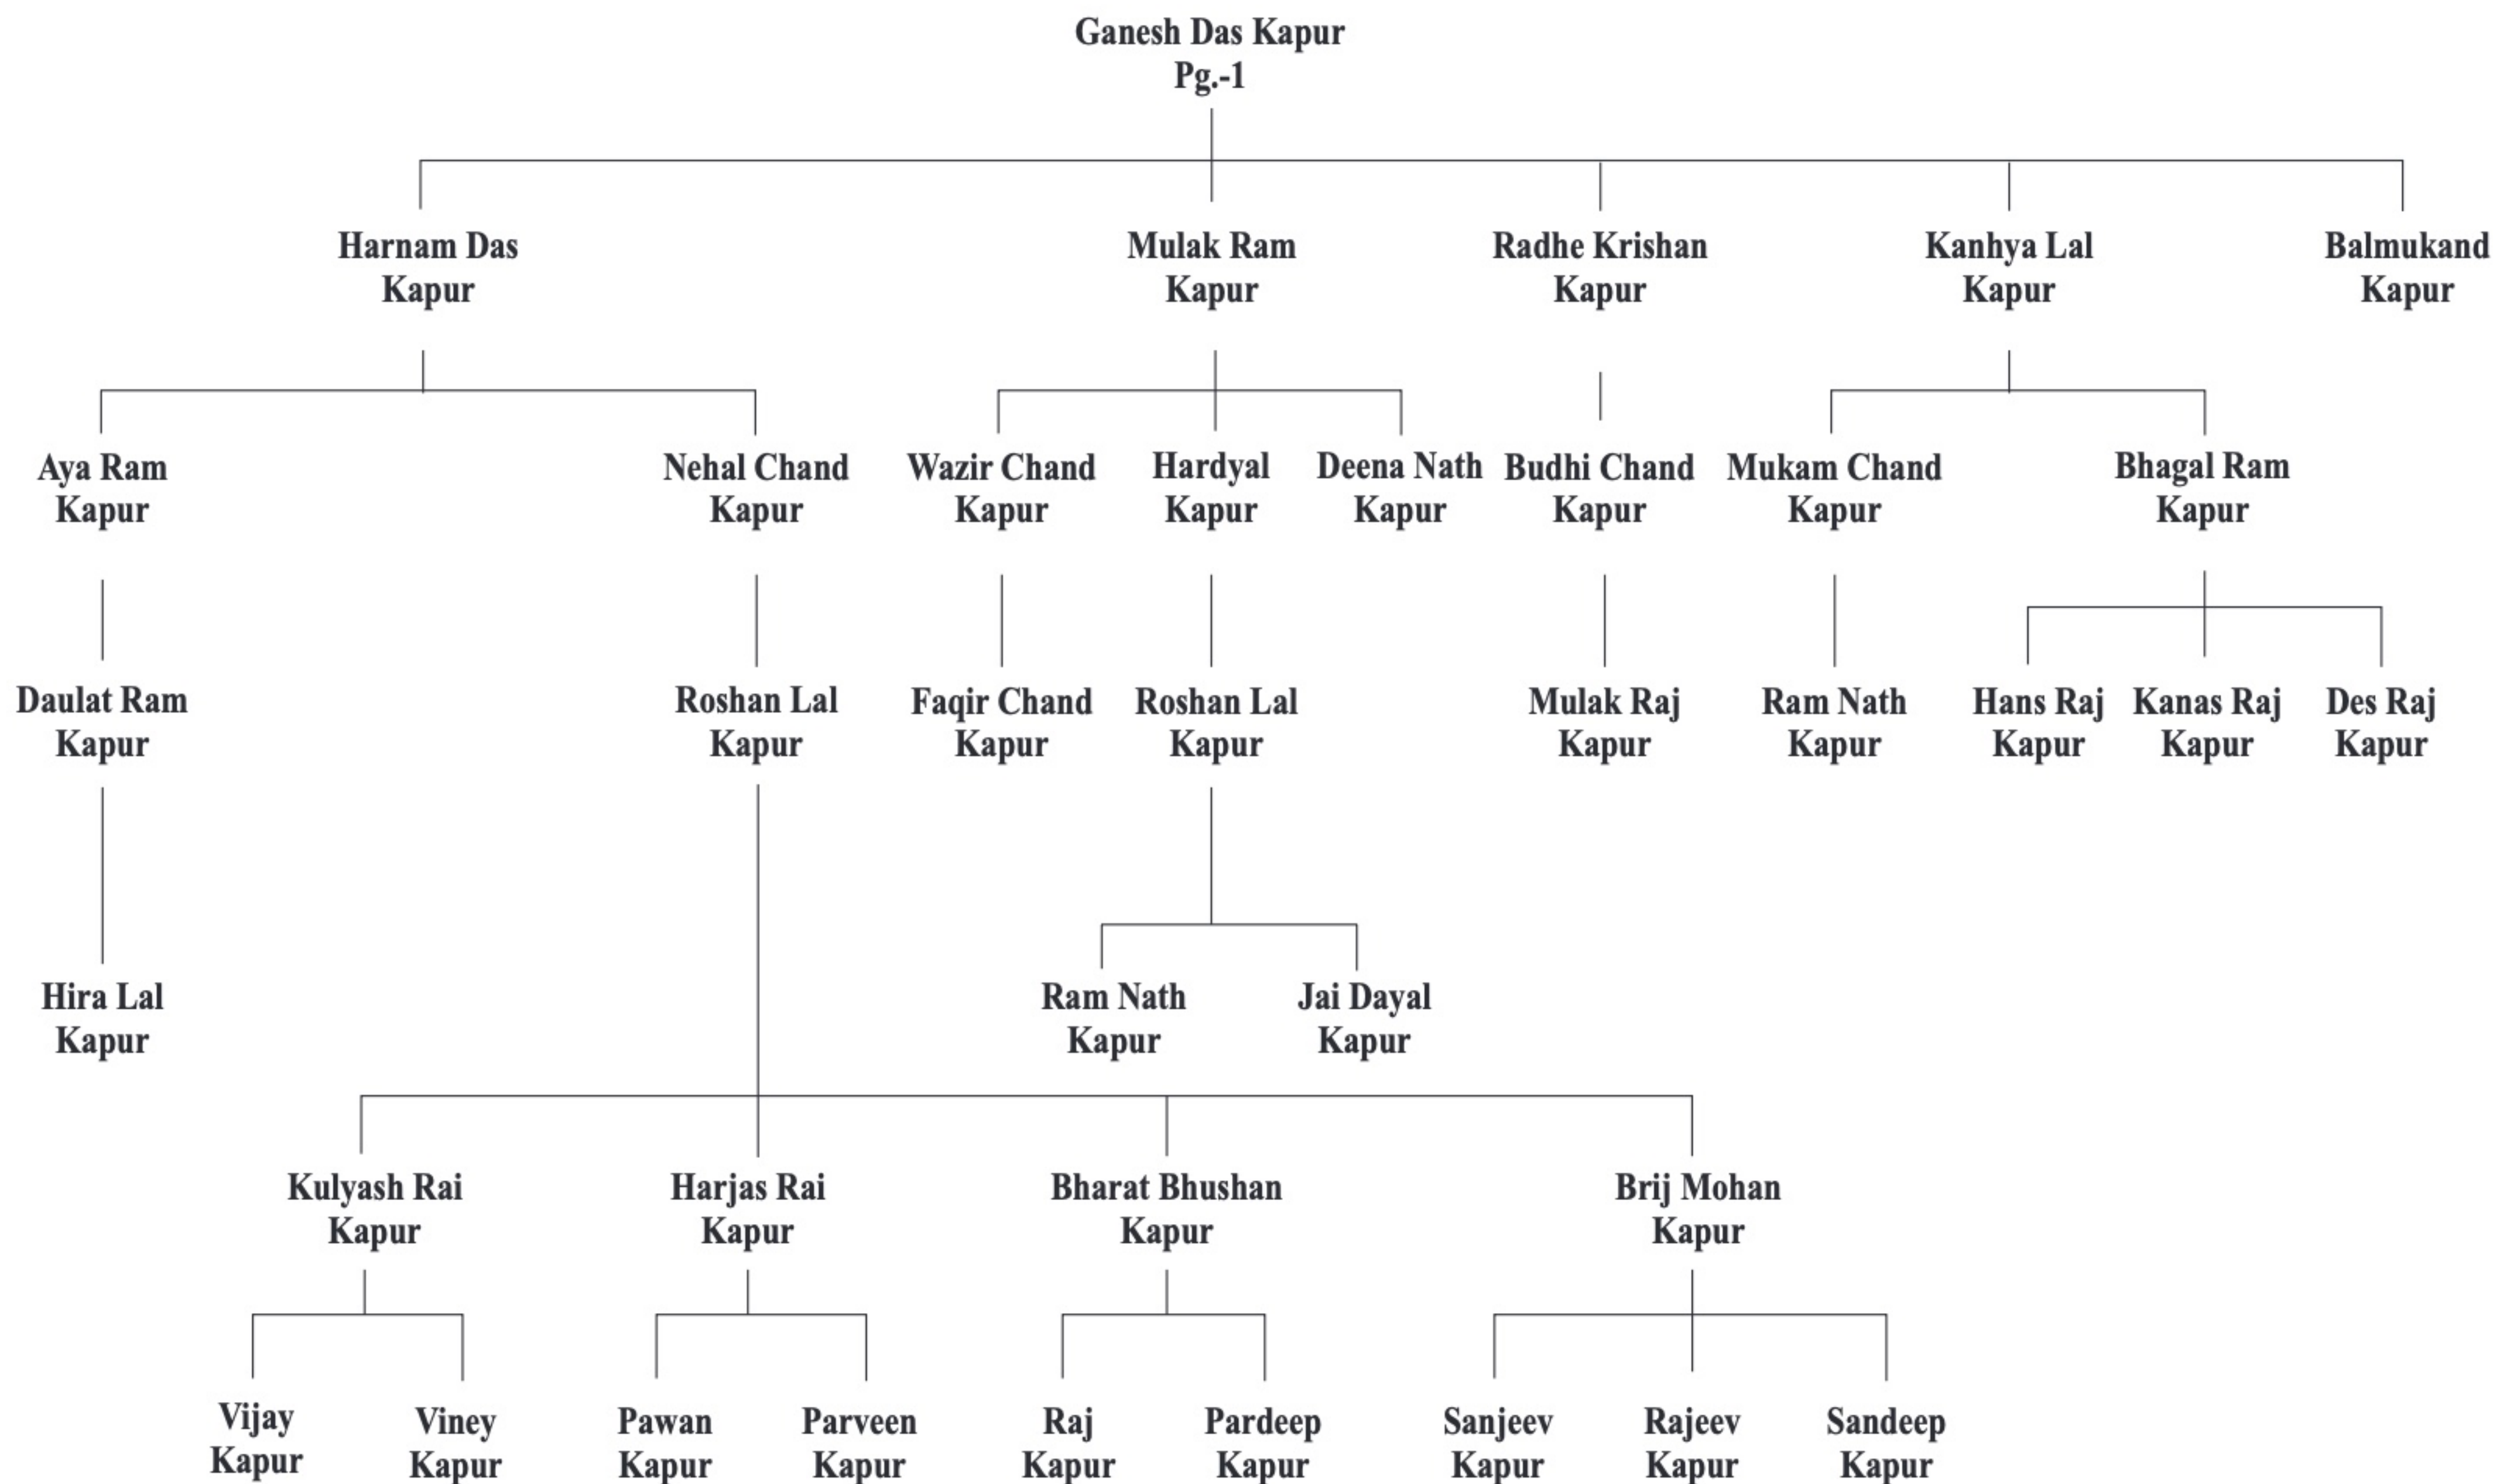 Ganesh Das Kapur
Pg.-1
Harnam Das
Kapur
Mulak Ram
Kapur
Radhe Krishan
Kapur
Kanhya Lal
Kapur
Balmukand
Kapur
Aya Ram
Kapur
Nehal Chand
Kapur
Wazir Chand
Kapur
Hardyal
Kapur
Deena Nath
Kapur
Budhi Chand
Kapur
Mukam Chand
Kapur
Bhagal Ram
Kapur
Daulat Ram
Kapur
Roshan Lal
Kapur
Faqir Chand
Kapur
Roshan Lal
Kapur
Mulak Raj
Kapur
Ram Nath
Kapur
Hans Raj
Kapur
Kanas Raj
Kapur
Des Raj
Kapur
Hira Lal
Kapur
Ram Nath
Kapur
Jai Dayal
Kapur
Kulyash Rai
Kapur
Harjas Rai
Kapur
Bharat Bhushan
Kapur
Brij Mohan
Kapur
Vijay
Kapur
Viney
Kapur
Pawan
Kapur
Parveen
Kapur
Raj
Kapur
Pardeep
Kapur
Sanjeev
Kapur
Rajeev
Kapur
Sandeep
Kapur